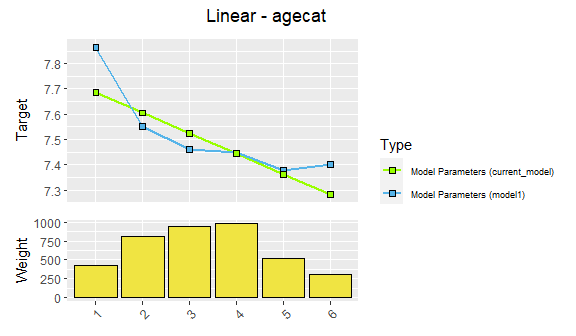 Linear - agecat
Target
7.8
7.7
7.6
7.5
7.4
7.3
Weight
1000
750
500
250
0
1
2
3
4
5
6
Type
Model Parameters (current_model)
Model Parameters (model1)